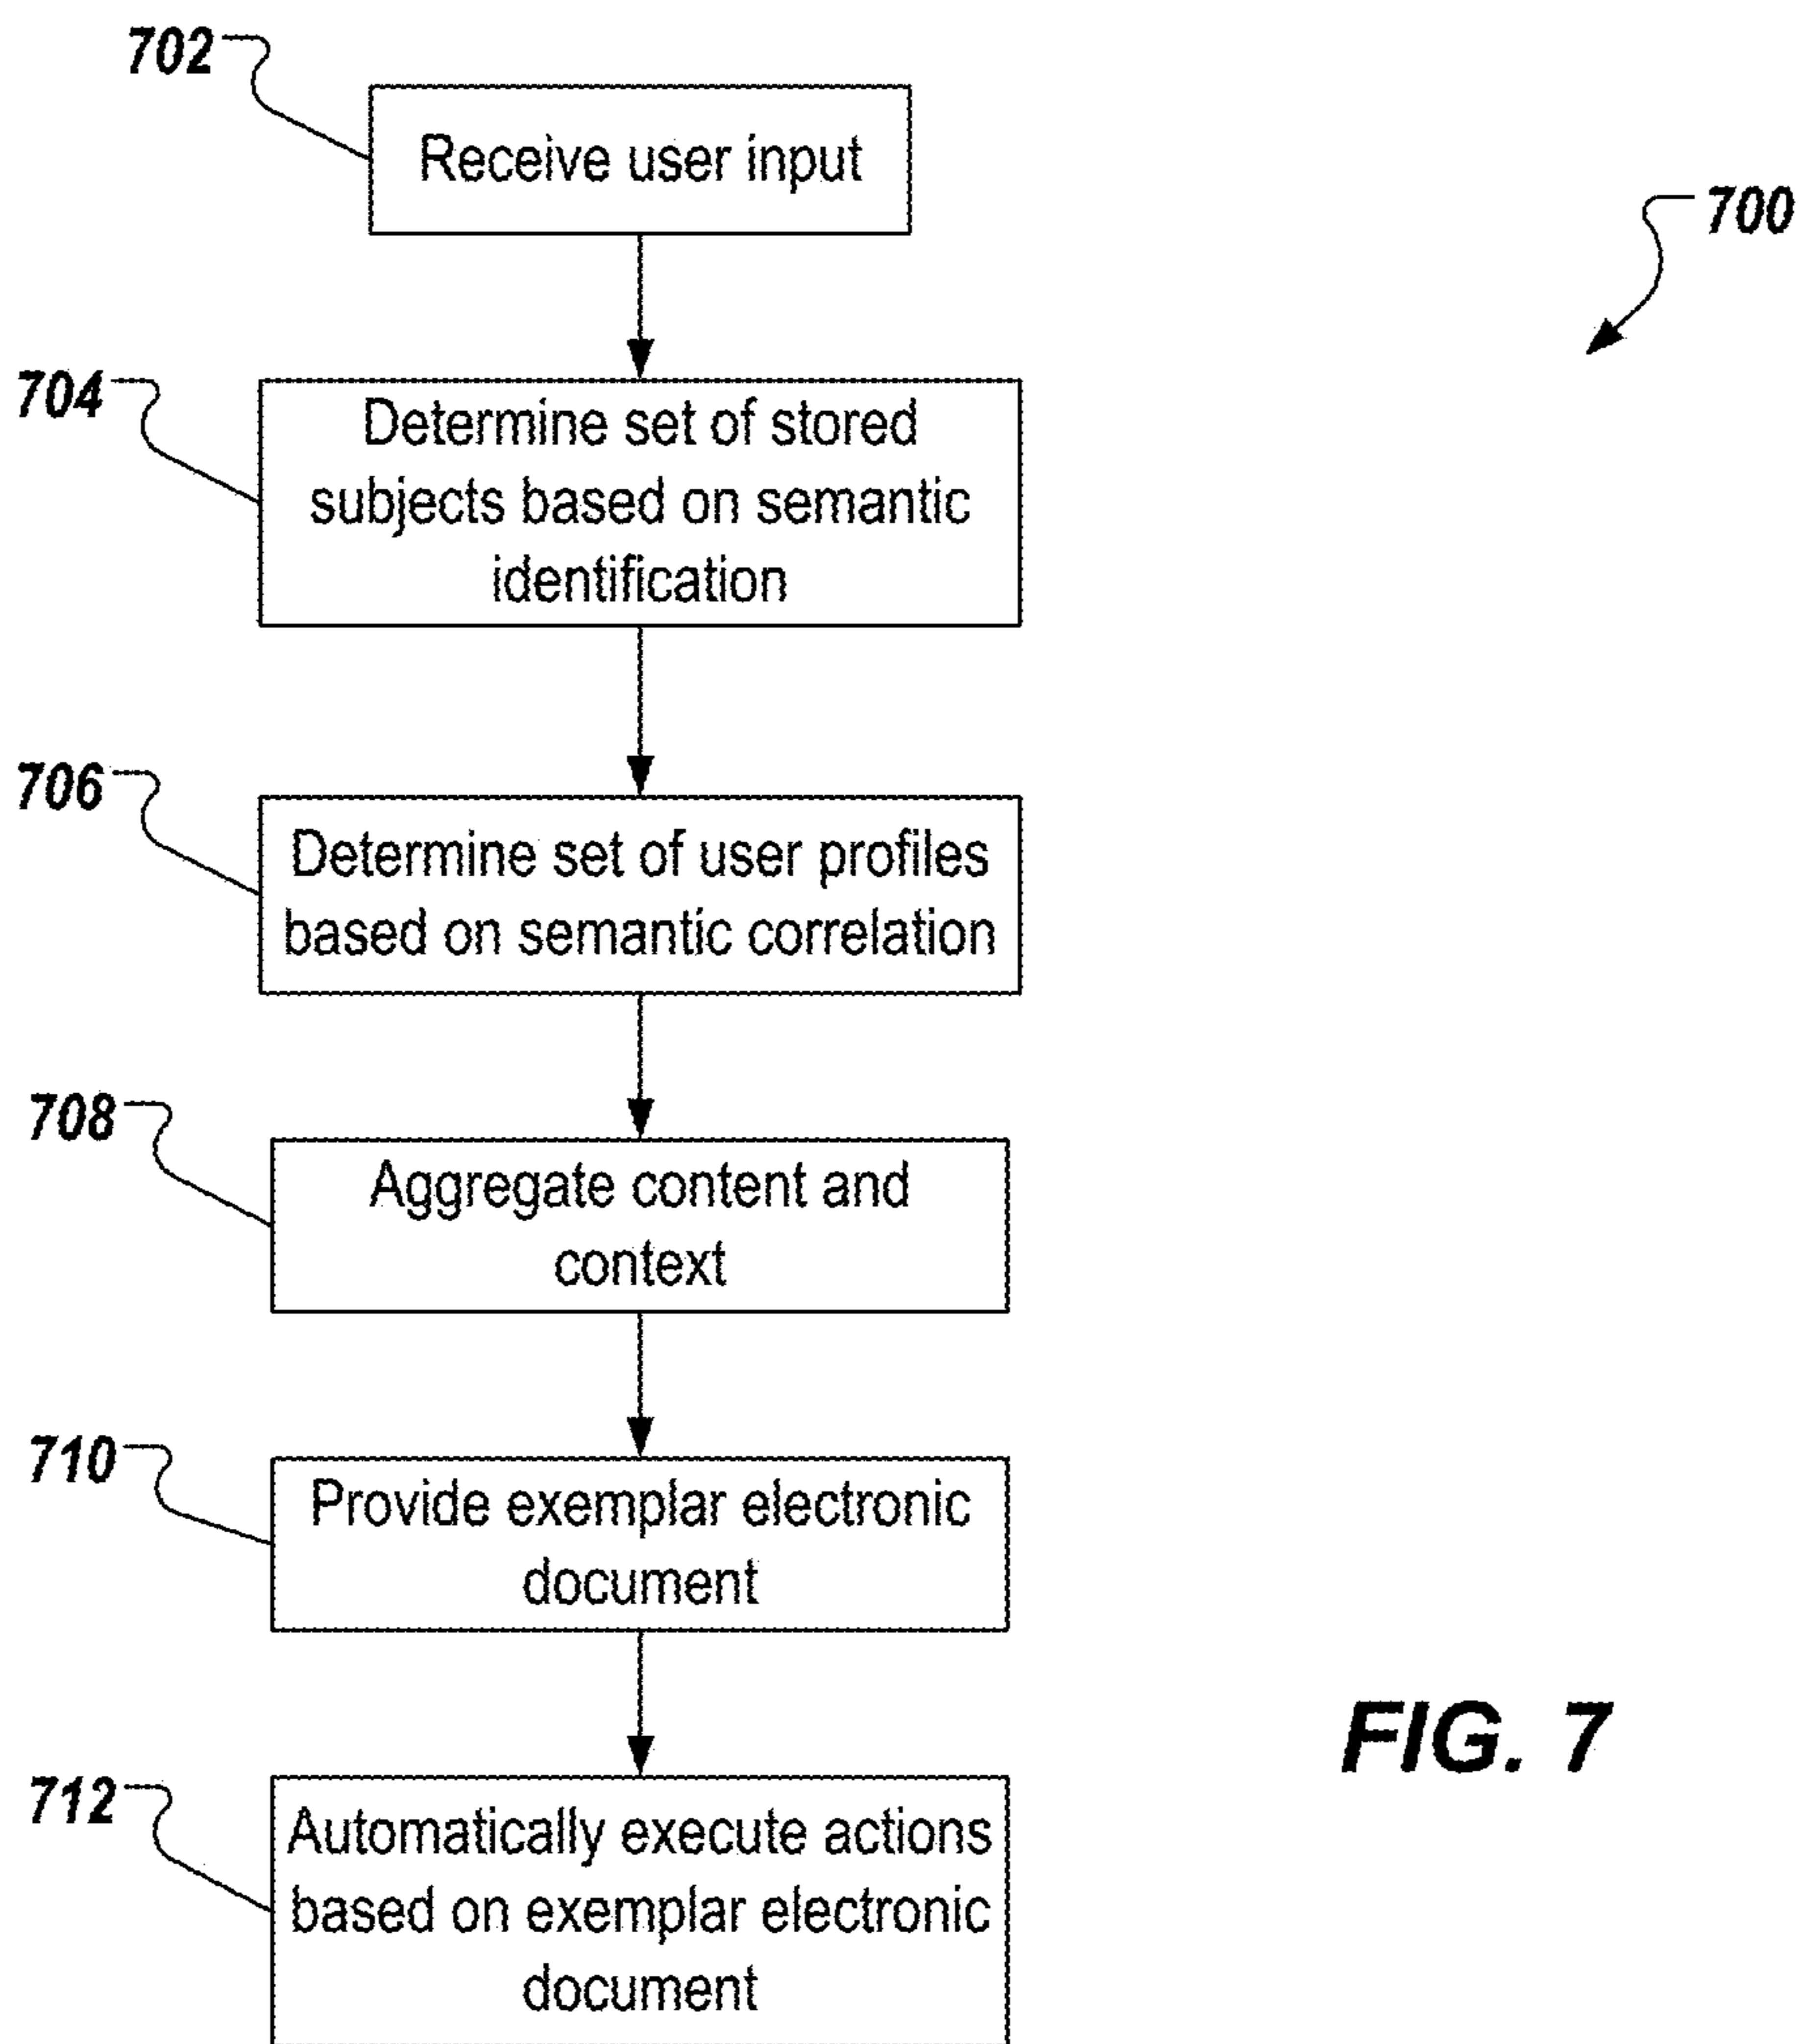 702
Receive user input
700
704
Determine set of stored
subjects based on semantic
identification
706
Determine set of user profiles
based on semantic correlation
708
Aggregate content and
context
710
Provide exemplar electronic
document
712
Automatically execute actions
based on exemplar electronic
document
FIG. 7